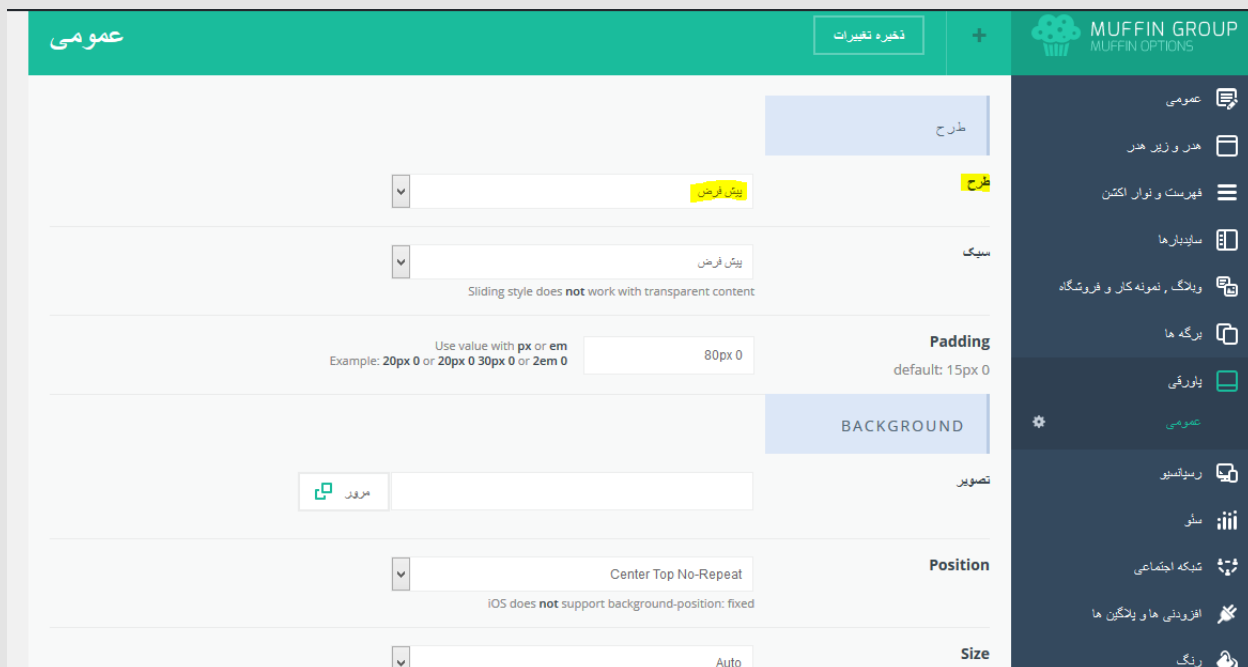 MUFFIN GROUP
MUFFIN OPTIONS
ذخیره تغییرات
عمومی
عمومی
هدر و زیر هدر
فهرست و نوار اکشن
سایدبارها
وبلاگ , نمونه کار و فروشگاه
برگه ها
پاورقی
عمومی
رسپانسیو
سئو
شبکه اجتماعی
افزودنی ها و پلاگین ها
رنگ
طرح
طرح
پیش فرض
سبک
پیش فرض
Sliding style does not work with transparent content
Padding
default: 15px 0
80px 0
Use value with px or em
Example: 20px 0 or 20px 0 30px 0 or 2em 0
BACKGROUND
تصویر
مرور
Position
Center Top No-Repeat
iOS does not support background-position: fixed
Size
Auto